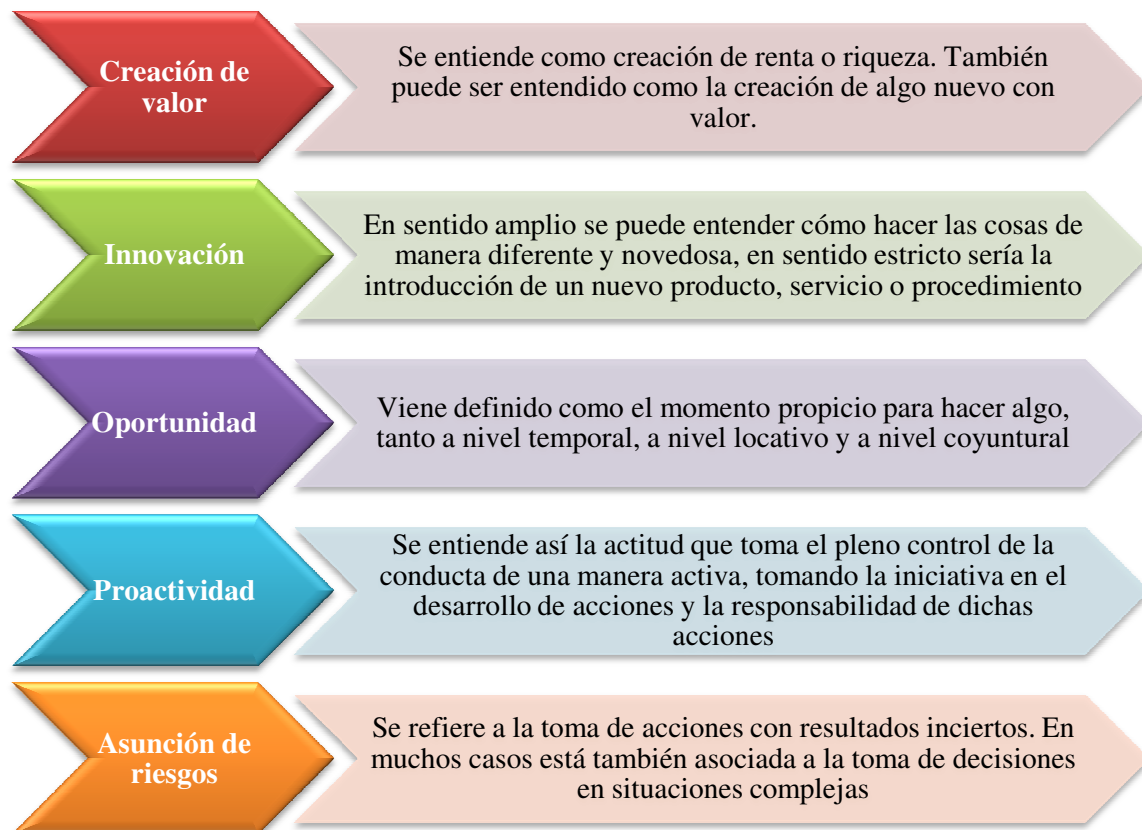 Creación de
valor
Se entiende como creación de renta o riqueza. También
puede ser entendido como la creación de algo nuevo con
valor.
Innovación
En sentido amplio se puede entender cómo hacer las cosas de
manera diferente y novedosa, en sentido estricto sería la
introducción de un nuevo producto, servicio o procedimiento
Oportunidad
Viene definido como el momento propicio para hacer algo,
tanto a nivel temporal, a nivel locativo y a nivel coyuntural
Proactividad
Se entiende así la actitud que toma el pleno control de la
conducta de una manera activa, tomando la iniciativa en el
desarrollo de acciones y la responsabilidad de dichas
acciones
Asunción de
riesgos
Se refiere a la toma de acciones con resultados inciertos. En
muchos casos está también asociada a la toma de decisiones
en situaciones complejas